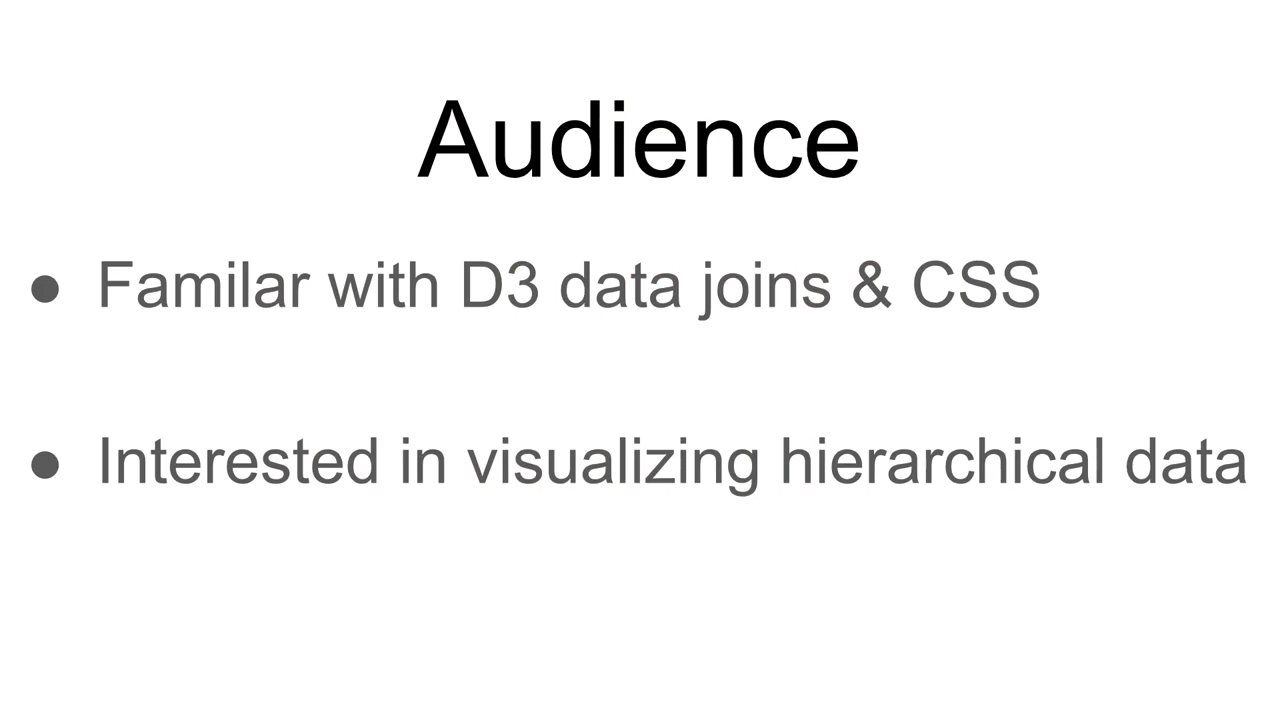 Audience
● Familar with D3 data joins & CSS
● Interested in visualizing hierarchical data